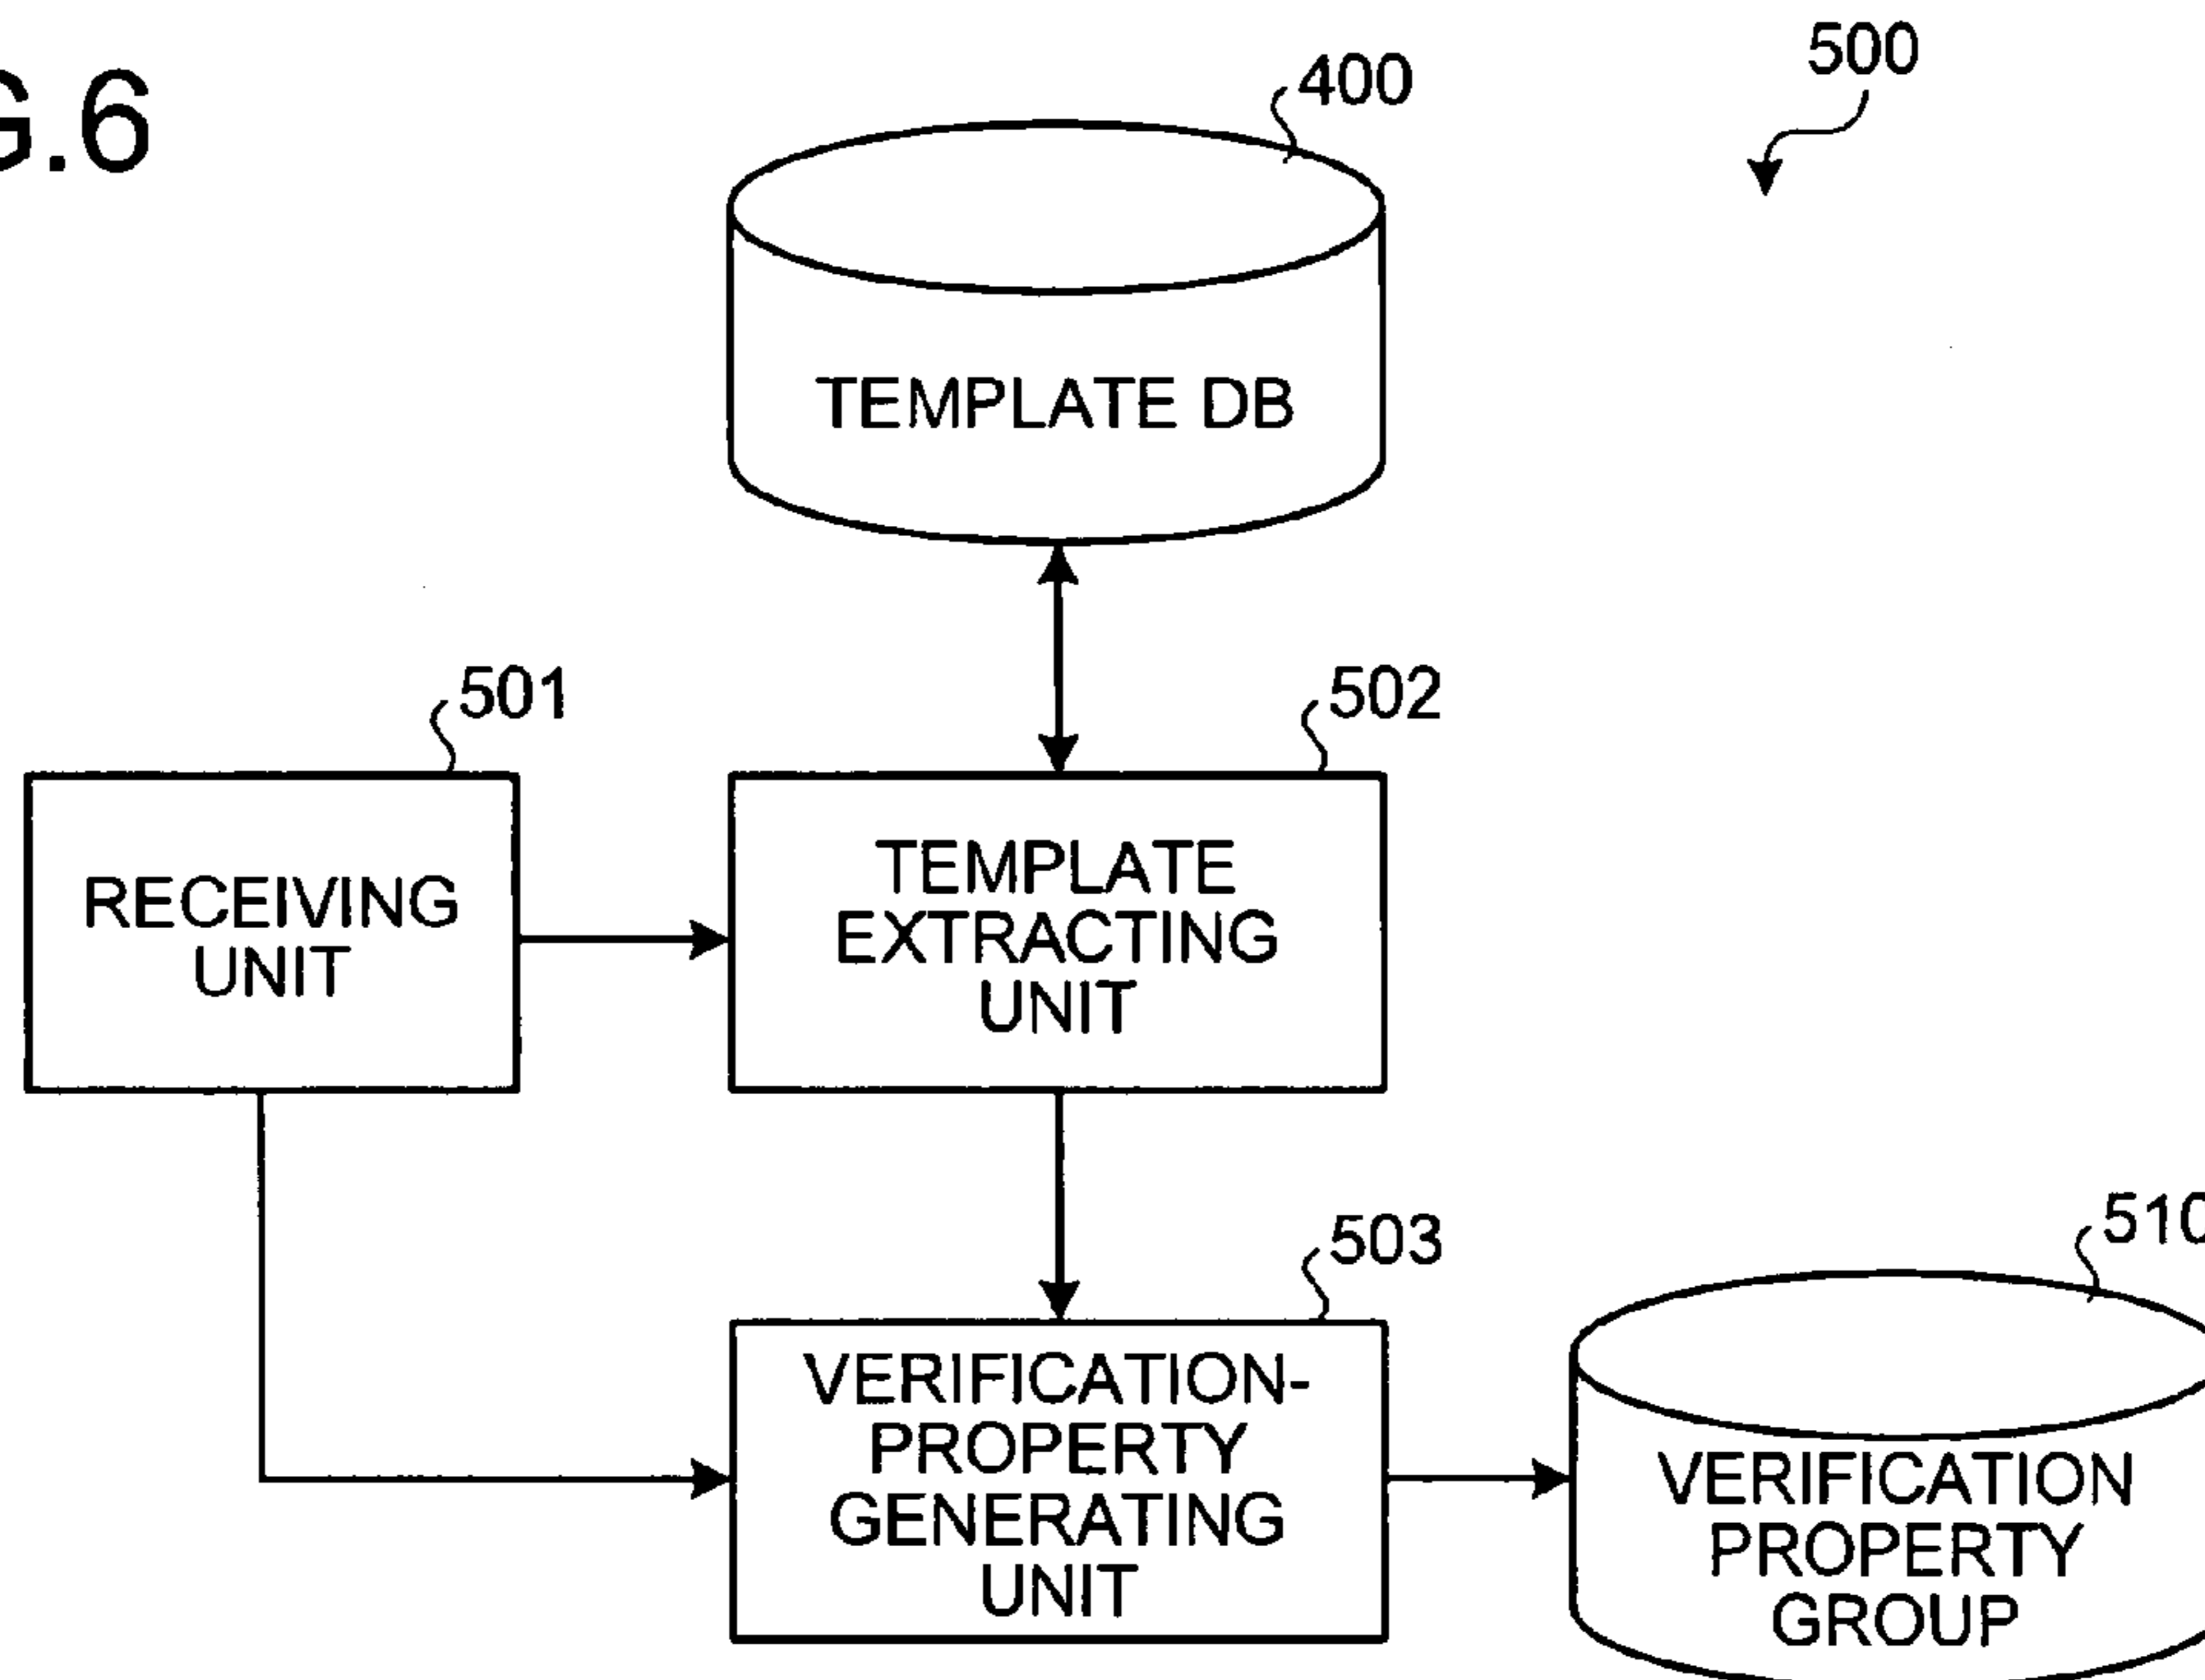 G.6
500
400
TEMPLATE DB
501
502
RECEIVING
UNIT
TEMPLATE
EXTRACTING
UNIT
503
510
VERIFICATION-
PROPERTY
GENERATING
UNIT
VERIFICATION
PROPERTY
GROUP